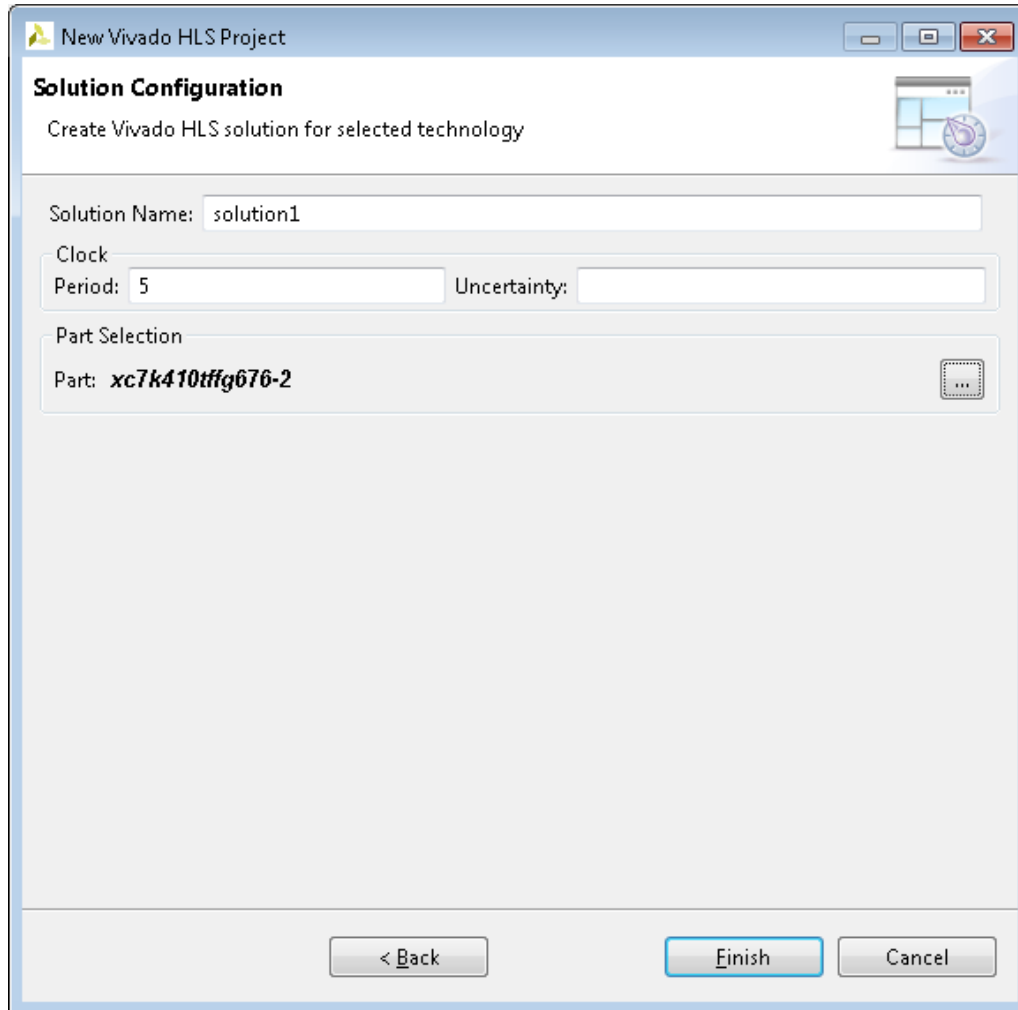 New Vivado HLS Project
Solution Configuration
Create Vivado HLS solution for selected technology
Solution Name: solution1
Clock
Period: 5 Uncertainty:
Part Selection
Part: xc7k410tffg676-2 ...
< Back Finish Cancel